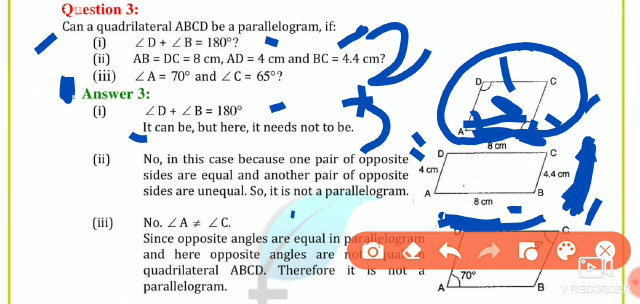 Question 3:
Can a quadrilateral ABCD be a parallelogram, if:
(i) ∠D + ∠B = 180°?
(ii) AB = DC = 8 cm, AD = 4 cm and BC = 4.4 cm?
(iii) ∠A = 70° and ∠C = 65°?
Answer 3:
(i) ∠D + ∠B = 180°
It can be, but here, it needs not to be.
D C
A
8 cm
(ii) No, in this case because one pair of opposite
sides are equal and another pair of opposite
sides are unequal. So, it is not a parallelogram.
D C
4 cm 4.4 cm
A B
8 cm
(iii) No. ∠A ≠ ∠C.
Since opposite angles are equal in parallelogram
and here opposite angles are not
quadrilateral ABCD. Therefore it is not a
parallelogram.
C
70°
A B
V RECORDER